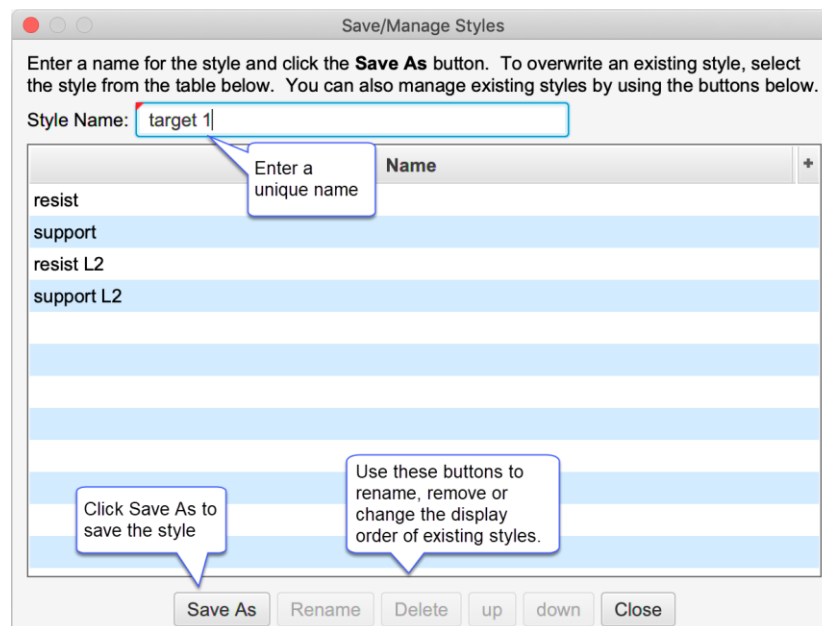 Save/Manage Styles
Enter a name for the style and click the Save As button.  To overwrite an existing style, select
the style from the table below.  You can also manage existing styles by using the buttons below.
Style Name: target 1
Enter a
unique name
Name +
resist
support
resist L2
support L2
Use these buttons to
rename, remove or
change the display
order of existing styles.
Click Save As to
save the style
Save As Rename Delete up down Close